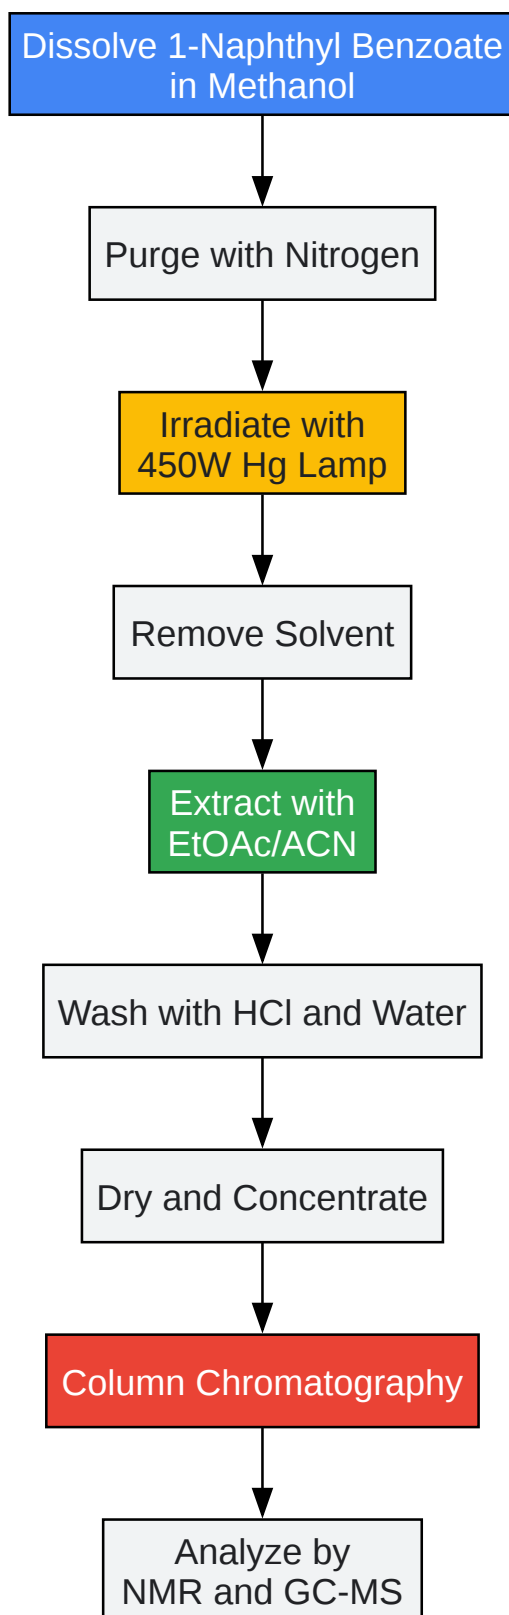 Dissolve 1-Naphthyl Benzoate
in Methanol
Purge with Nitrogen
Irradiate with
450W Hg Lamp
Remove Solvent
Extract with
EtOAc/ACN
Wash with HCl and Water
Dry and Concentrate
Column Chromatography
Analyze by
NMR and GC-MS